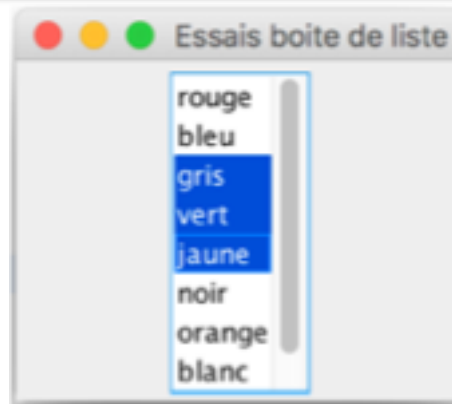 Essais boite de liste
rouge
bleu
gris
vert
jaune
noir
orange
blanc